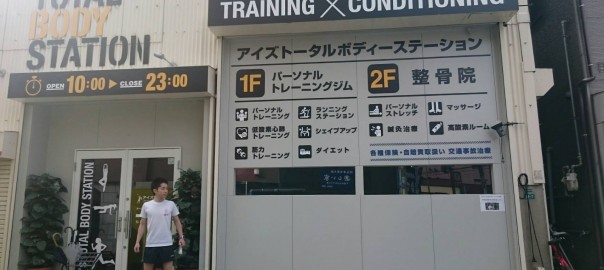 TOTAL
BODY
STATION
OPEN 10:00 ▶ CLOSE 23:00
TRAINING × CONDITIONING
アイズトータルボディーステーション
1F パーソナル
トレーニングジム
2F 整骨院
パーソナル
トレーニング
ランニング
ステーション
パーソナル
ストレッチ
マッサージ
低酸素心肺
トレーニング
シェイプアップ
鍼灸治療
高酸素ルーム
筋力
トレーニング
ダイエット
各種保険・自賠責取扱い 交通事故治療
TOTAL BODY STATION